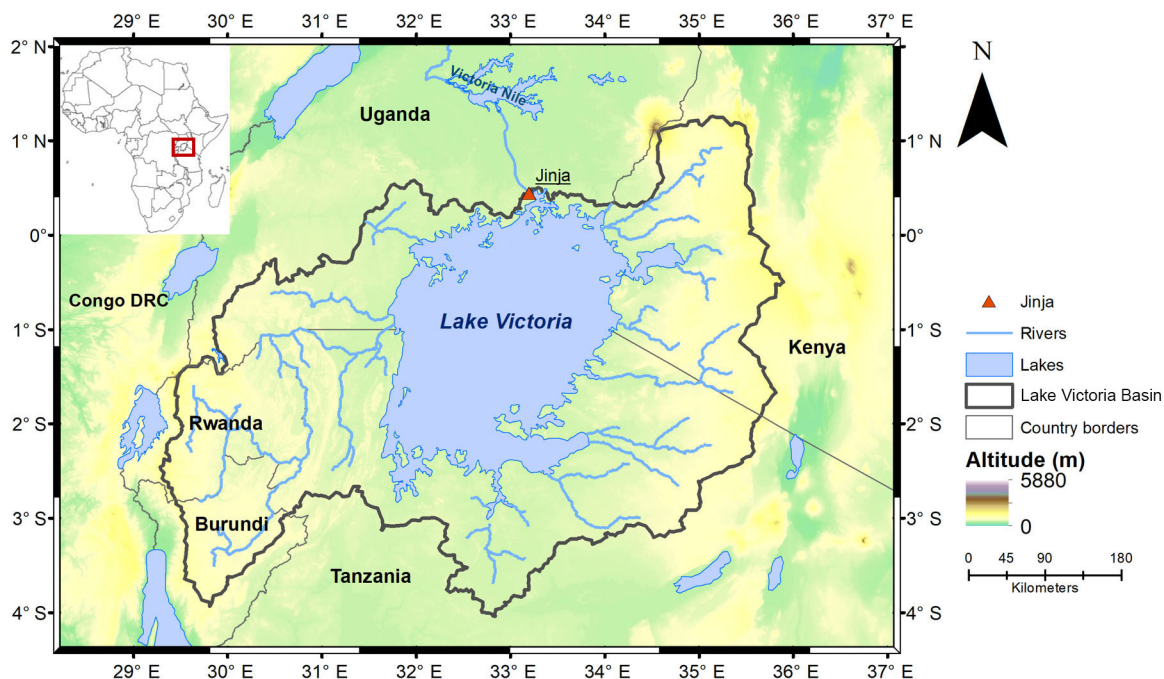 29° E 30° E 31° E 32° E 33° E 34° E 35° E 36° E 37° E
2° N
1° N
0°
1° S
2° S
3° S
4° S
Victoria Nile
Uganda
Jinja
Congo DRC
Lake Victoria
Kenya
Rwanda
Burundi
Tanzania
2° N
1° N
0°
1° S
2° S
3° S
4° S
29° E 30° E 31° E 32° E 33° E 34° E 35° E 36° E 37° E
N
Jinja
Rivers
Lakes
Lake Victoria Basin
Country borders
Altitude (m)
5880
0
0 45 90 180
Kilometers